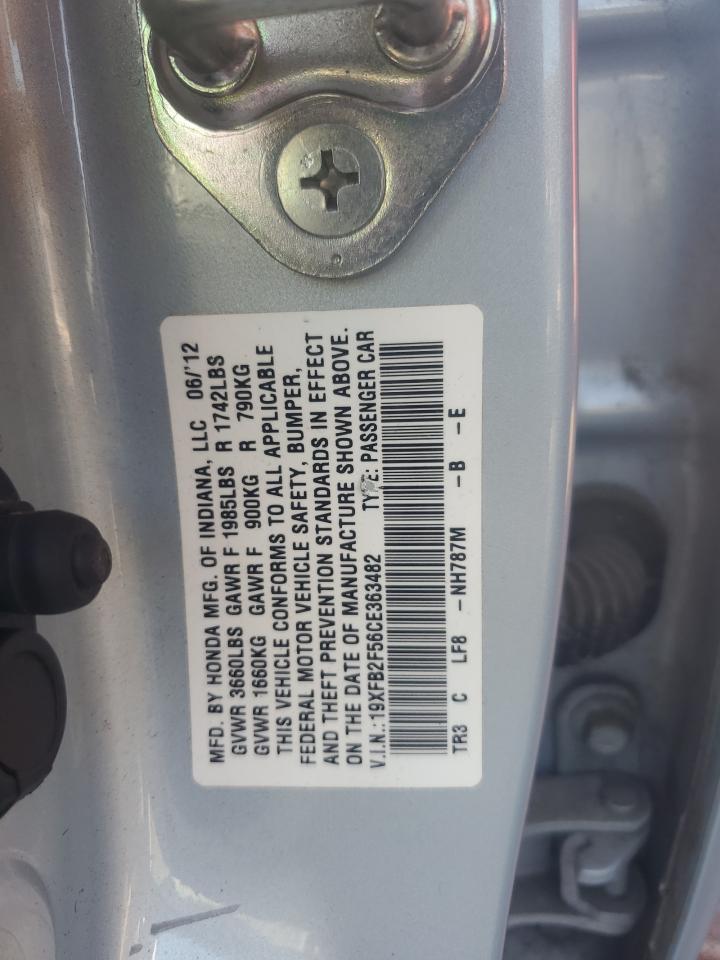 MFD. BY HONDA MFG. OF INDIANA, LLC 06/'12
GVWR 3660LBS GAWR F 1985LBS R 1742LBS
GVWR 1660KG GAWR F 900KG R 790KG
THIS VEHICLE CONFORMS TO ALL APPLICABLE
FEDERAL MOTOR VEHICLE SAFETY, BUMPER,
AND THEFT PREVENTION STANDARDS IN EFFECT
ON THE DATE OF MANUFACTURE SHOWN ABOVE.
V.I.N.:19XFB2F56CE363482 TYPE: PASSENGER CAR
TR3 C LF8 -NH787M -B -E